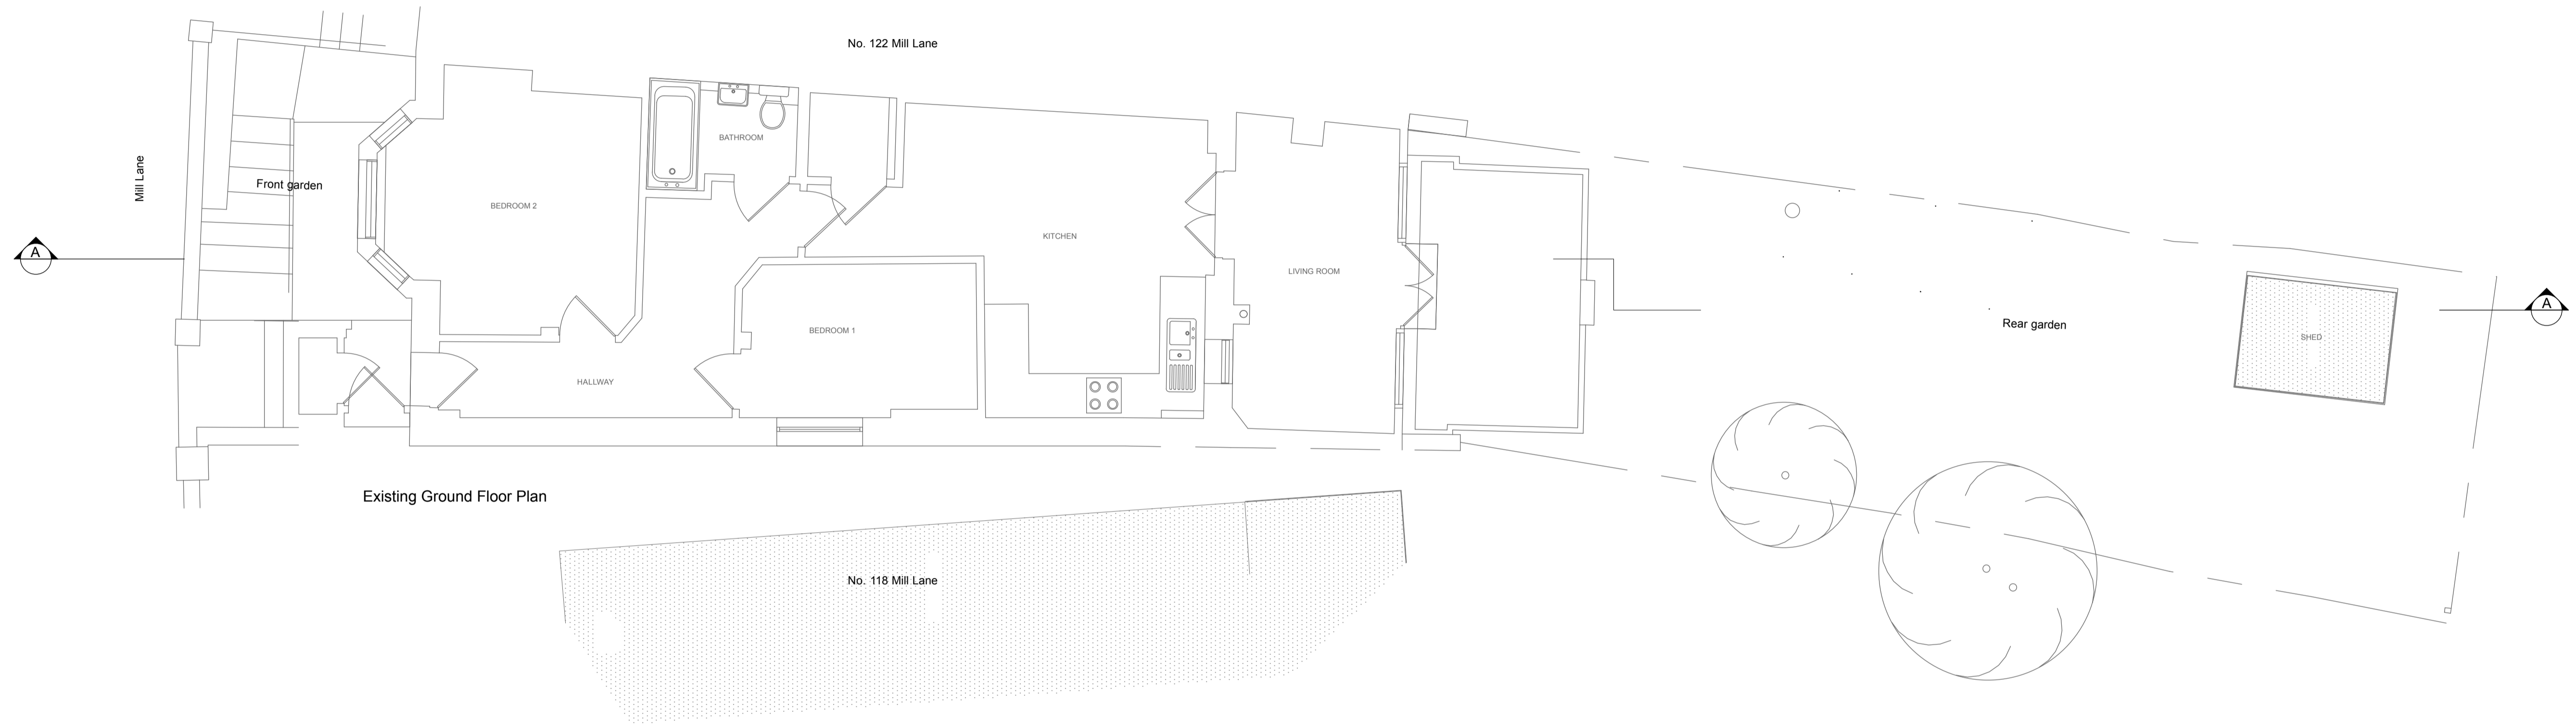 No. 122 Mill Lane
BATHROOM
Mill Lane
Front garden
BEDROOM 2
KITCHEN
A
LIVING ROOM
A
BEDROOM 1
Rear garden
SHED
HALLWAY
Existing Ground Floor Plan
No. 118 Mill Lane